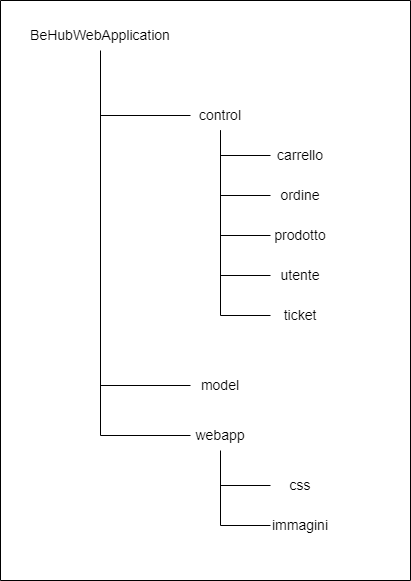 BeHubWebApplication
control
carrello
ordine
prodotto
utente
ticket
model
webapp
css
immagini